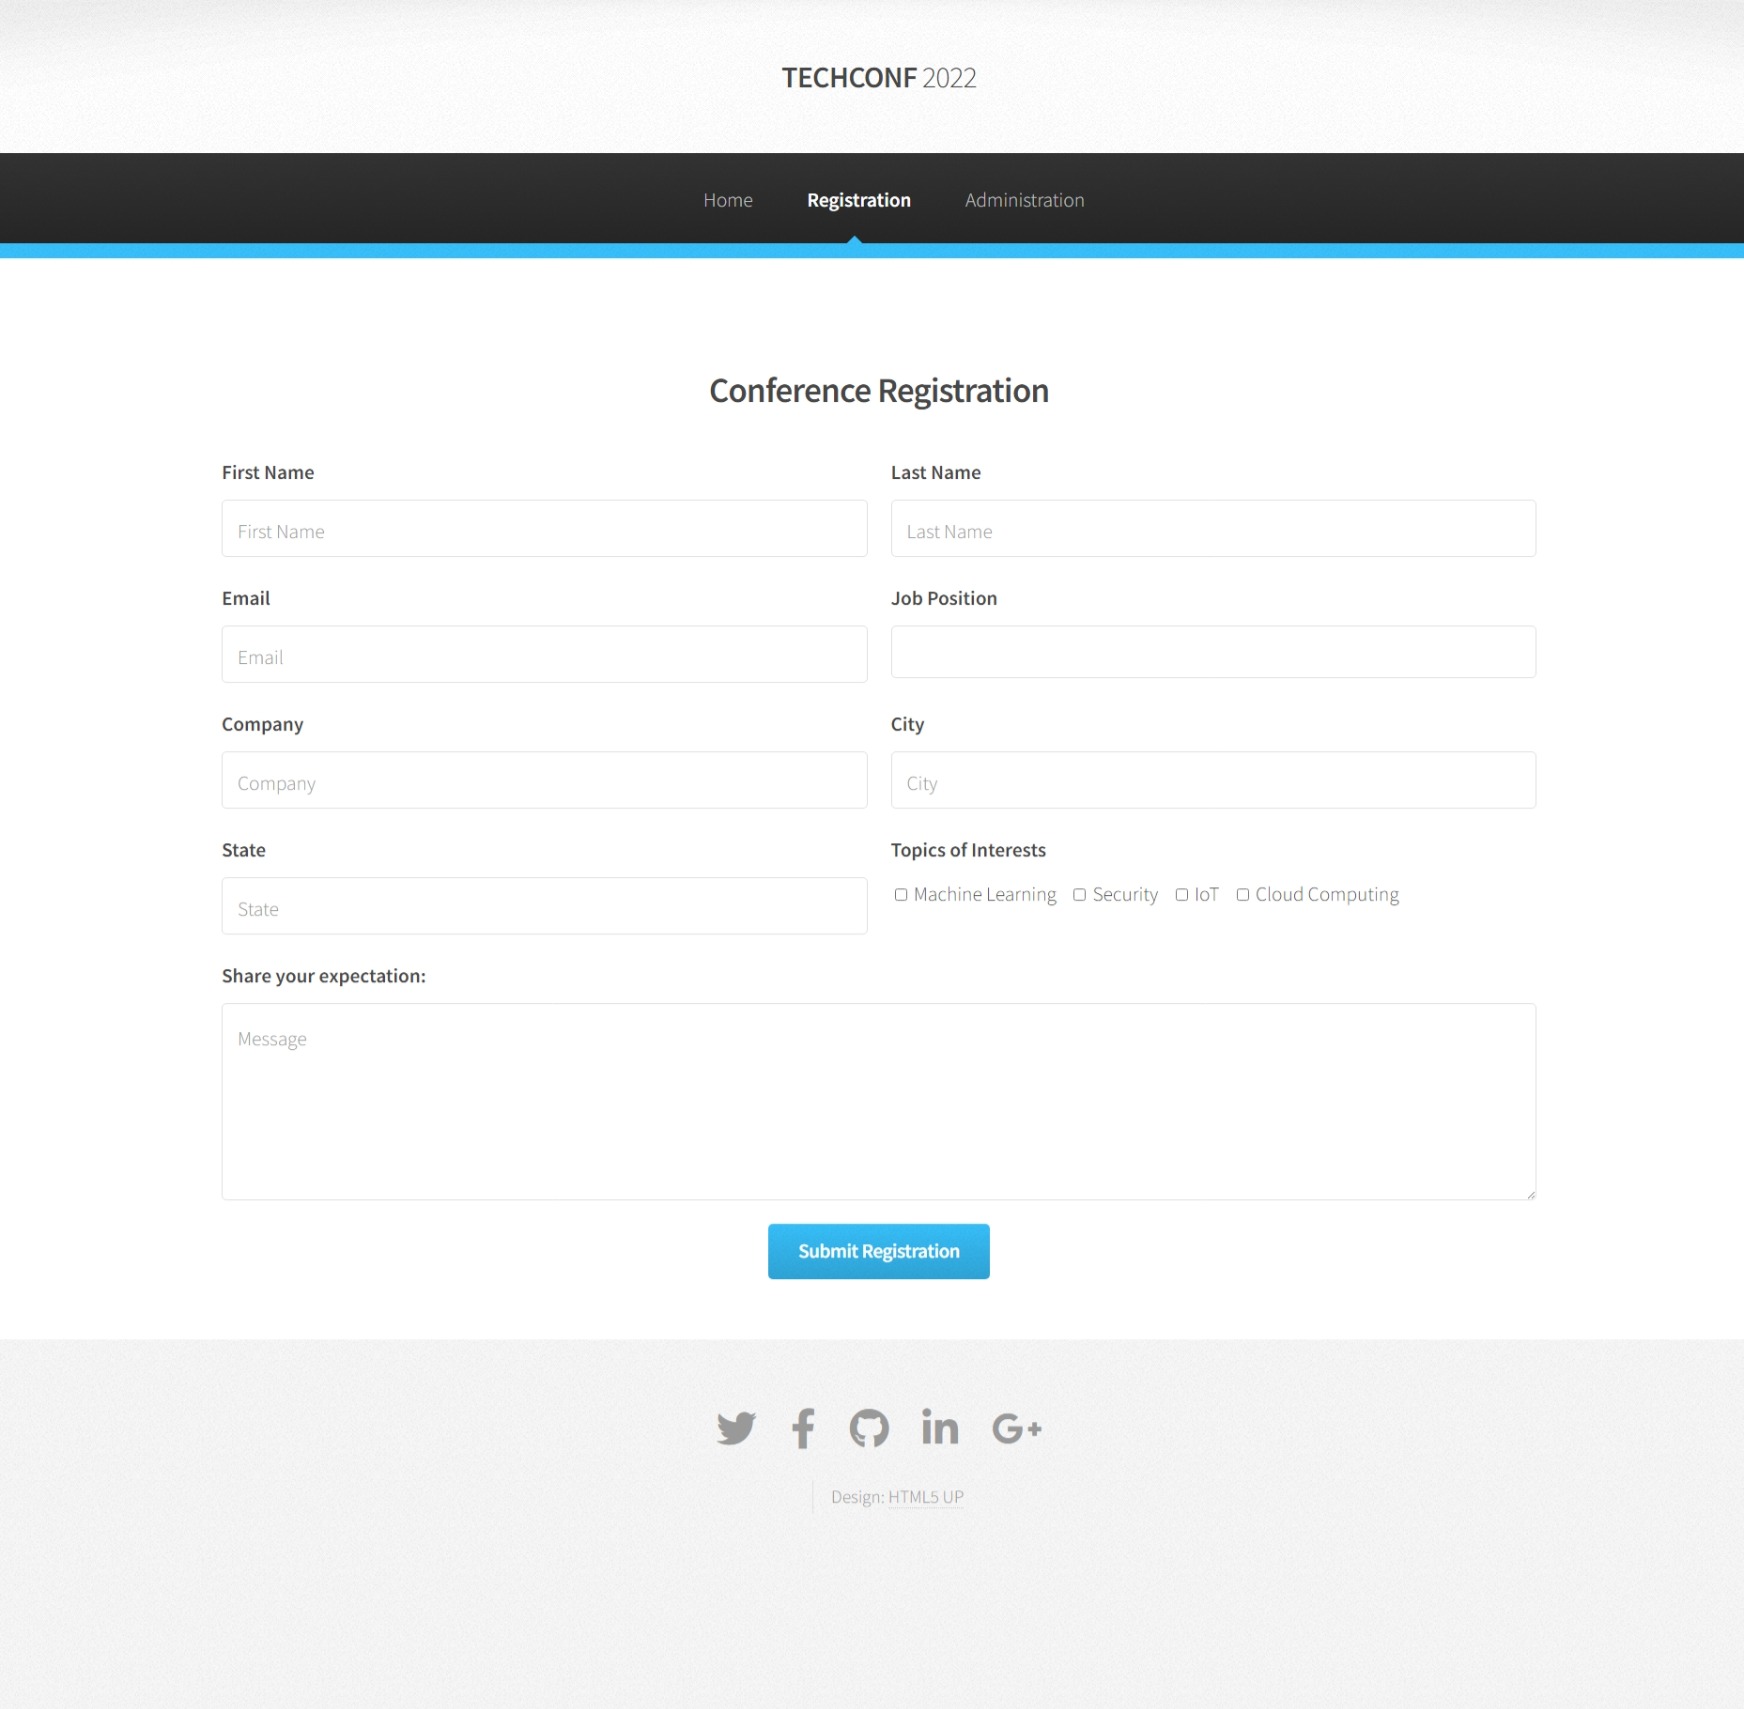 TECHCONF 2022
Home Registration Administration
Conference Registration
First Name Last Name
First Name Last Name
Email Job Position
Email
Company City
Company City
State Topics of Interests
State Machine Learning Security IoT Cloud Computing
Share your expectation:
Message
Submit Registration
Design: HTML5 UP